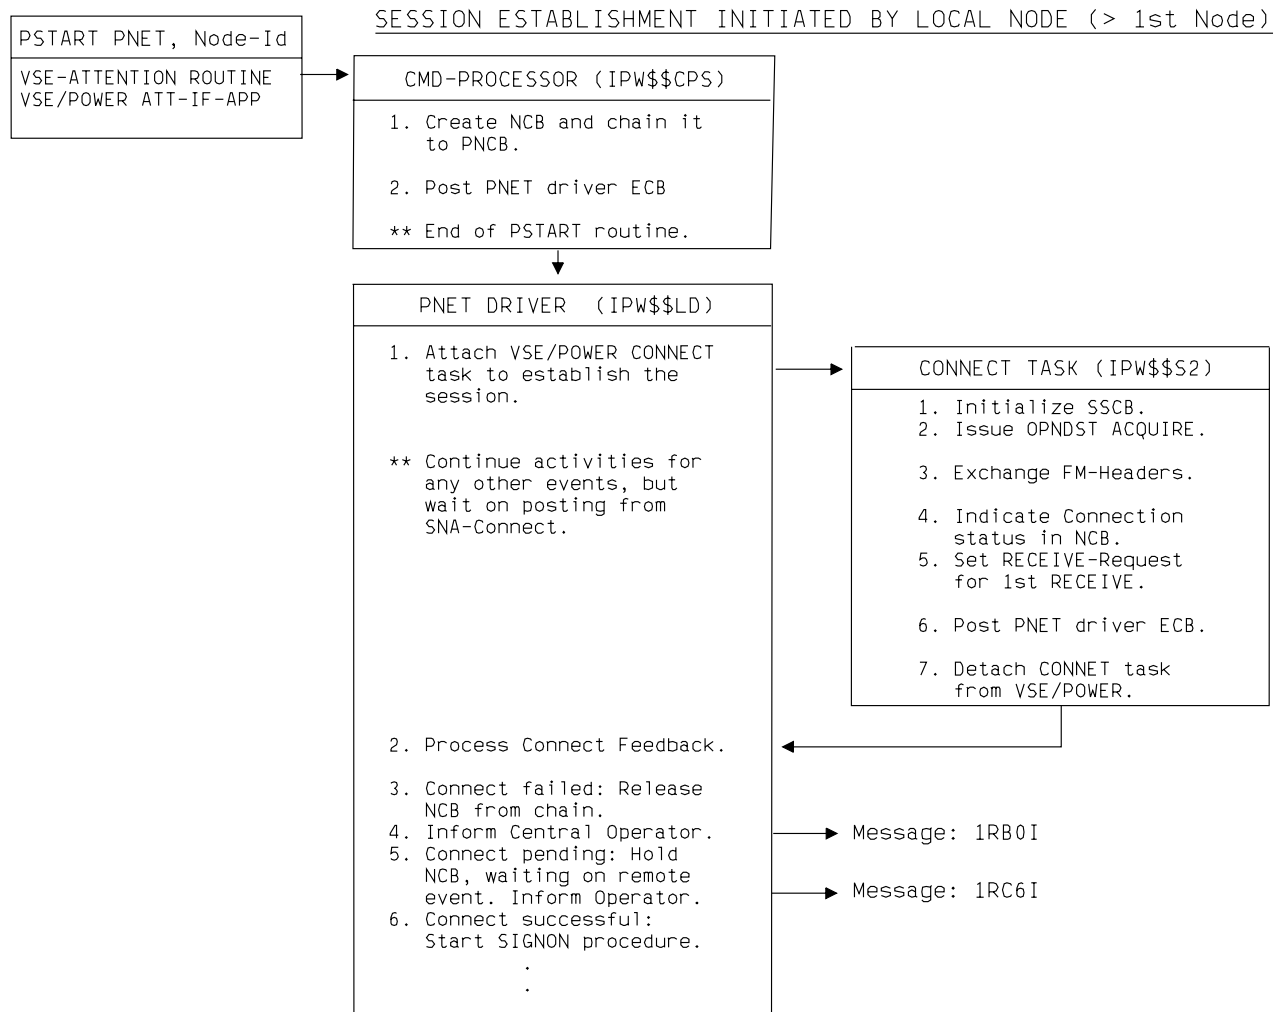 SESSION ESTABLISHMENT INITIATED BY LOCAL NODE (> 1st Node)
PSTART PNET, Node-Id
VSE-ATTENTION ROUTINE
VSE/POWER ATT-IF-APP
CMD-PROCESSOR (IPW$$CPS)
1. Create NCB and chain it
to PNCB.
2. Post PNET driver ECB
** End of PSTART routine.
PNET DRIVER (IPW$$LD)
1. Attach VSE/POWER CONNECT
task to establish the
session.
** Continue activities for
any other events, but
wait on posting from
SNA-Connect.
CONNECT TASK (IPW$$S2)
1. Initialize SSCB.
2. Issue OPNDST ACQUIRE.
3. Exchange FM-Headers.
4. Indicate Connection
status in NCB.
5. Set RECEIVE-Request
for 1st RECEIVE.
6. Post PNET driver ECB.
7. Detach CONNET task
from VSE/POWER.
2. Process Connect Feedback.
3. Connect failed: Release
NCB from chain.
4. Inform Central Operator.
Message: 1RB0I
5. Connect pending: Hold
NCB, waiting on remote
event. Inform Operator.
Message: 1RC6I
6. Connect successful:
Start SIGNON procedure.
.
.